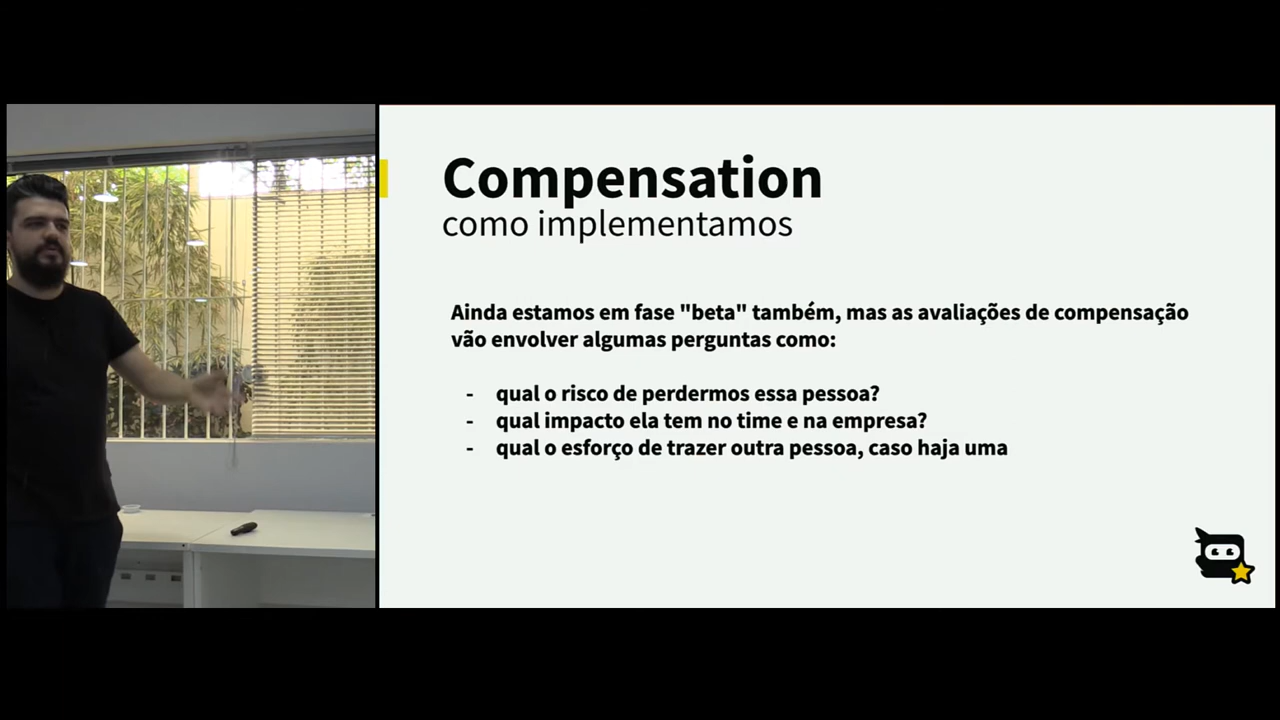 Compensation
como implementamos
Ainda estamos em fase "beta" também, mas as avaliações de compensação
vão envolver algumas perguntas como:
- qual o risco de perdermos essa pessoa?
- qual impacto ela tem no time e na empresa?
- qual o esforço de trazer outra pessoa, caso haja uma